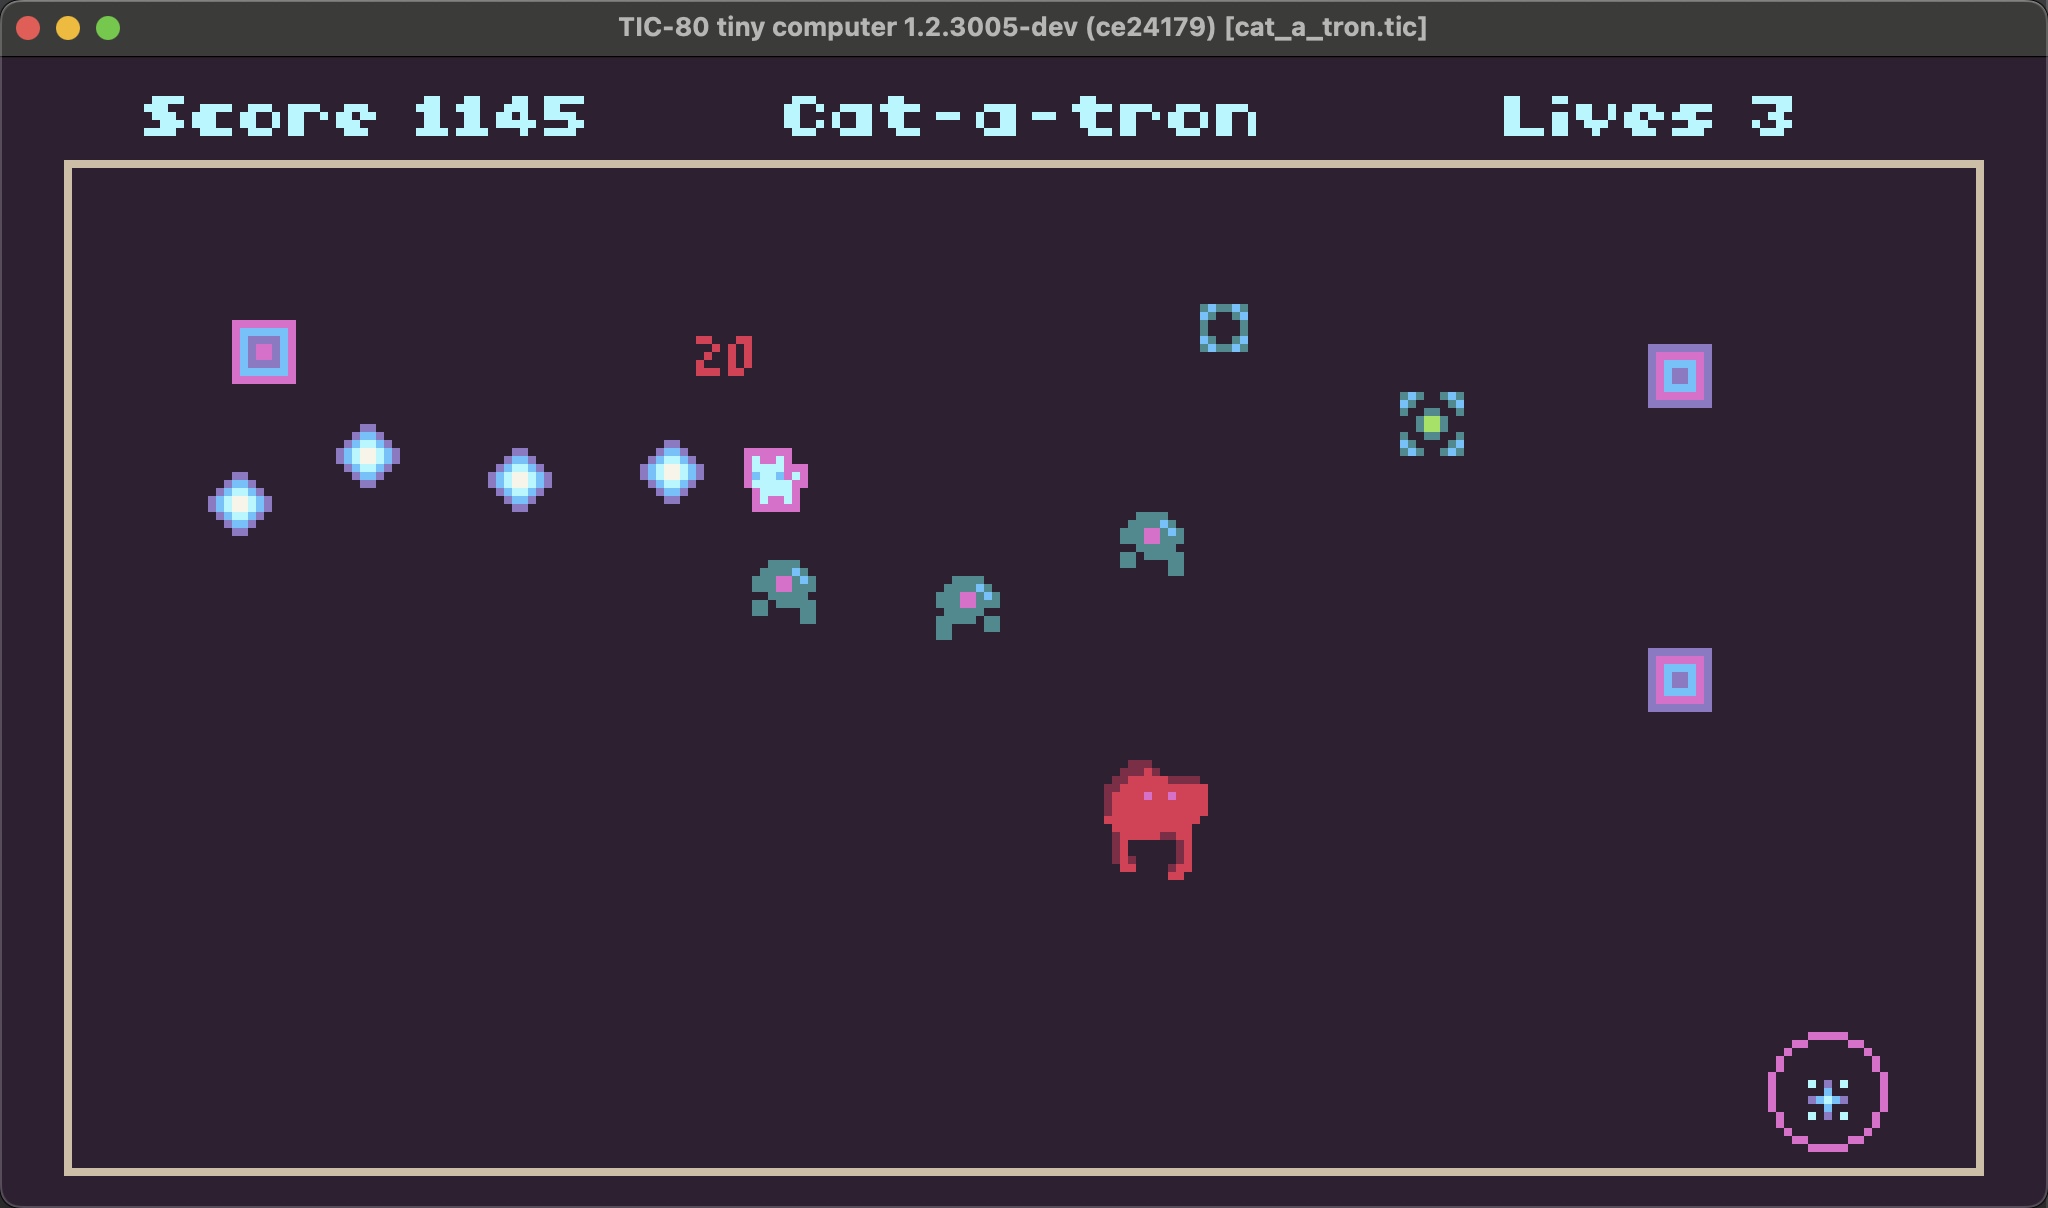 TIC-80 tiny computer 1.2.3005-dev (ce24179) [cat_a_tron.tic]
Score 1145 Cat-a-tron Lives 3
20